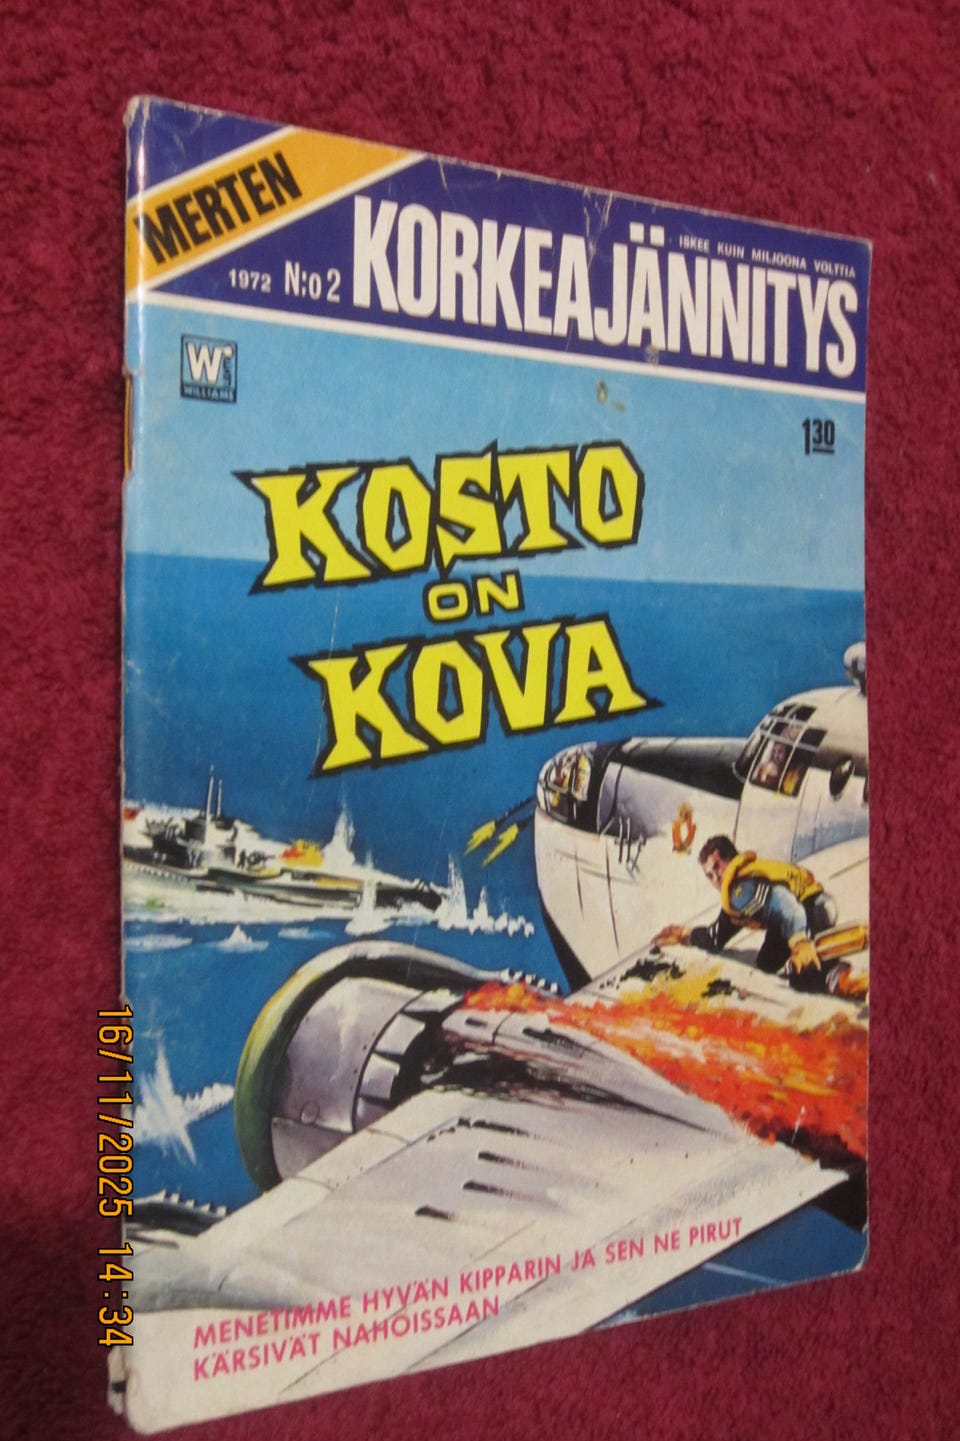 MERTEN
KORKEAJÄNNITYS
ISKEE KUIN MILJOONA VOLTTIA
1972 N:o 2
W
WILLIAMS
1 30
KOSTO
ON
KOVA
MENETIMME HYVÄN KIPPARIN JA SEN NE PIRUT
KÄRSIVÄT NAHOISSAAN
16/11/2025 14:34